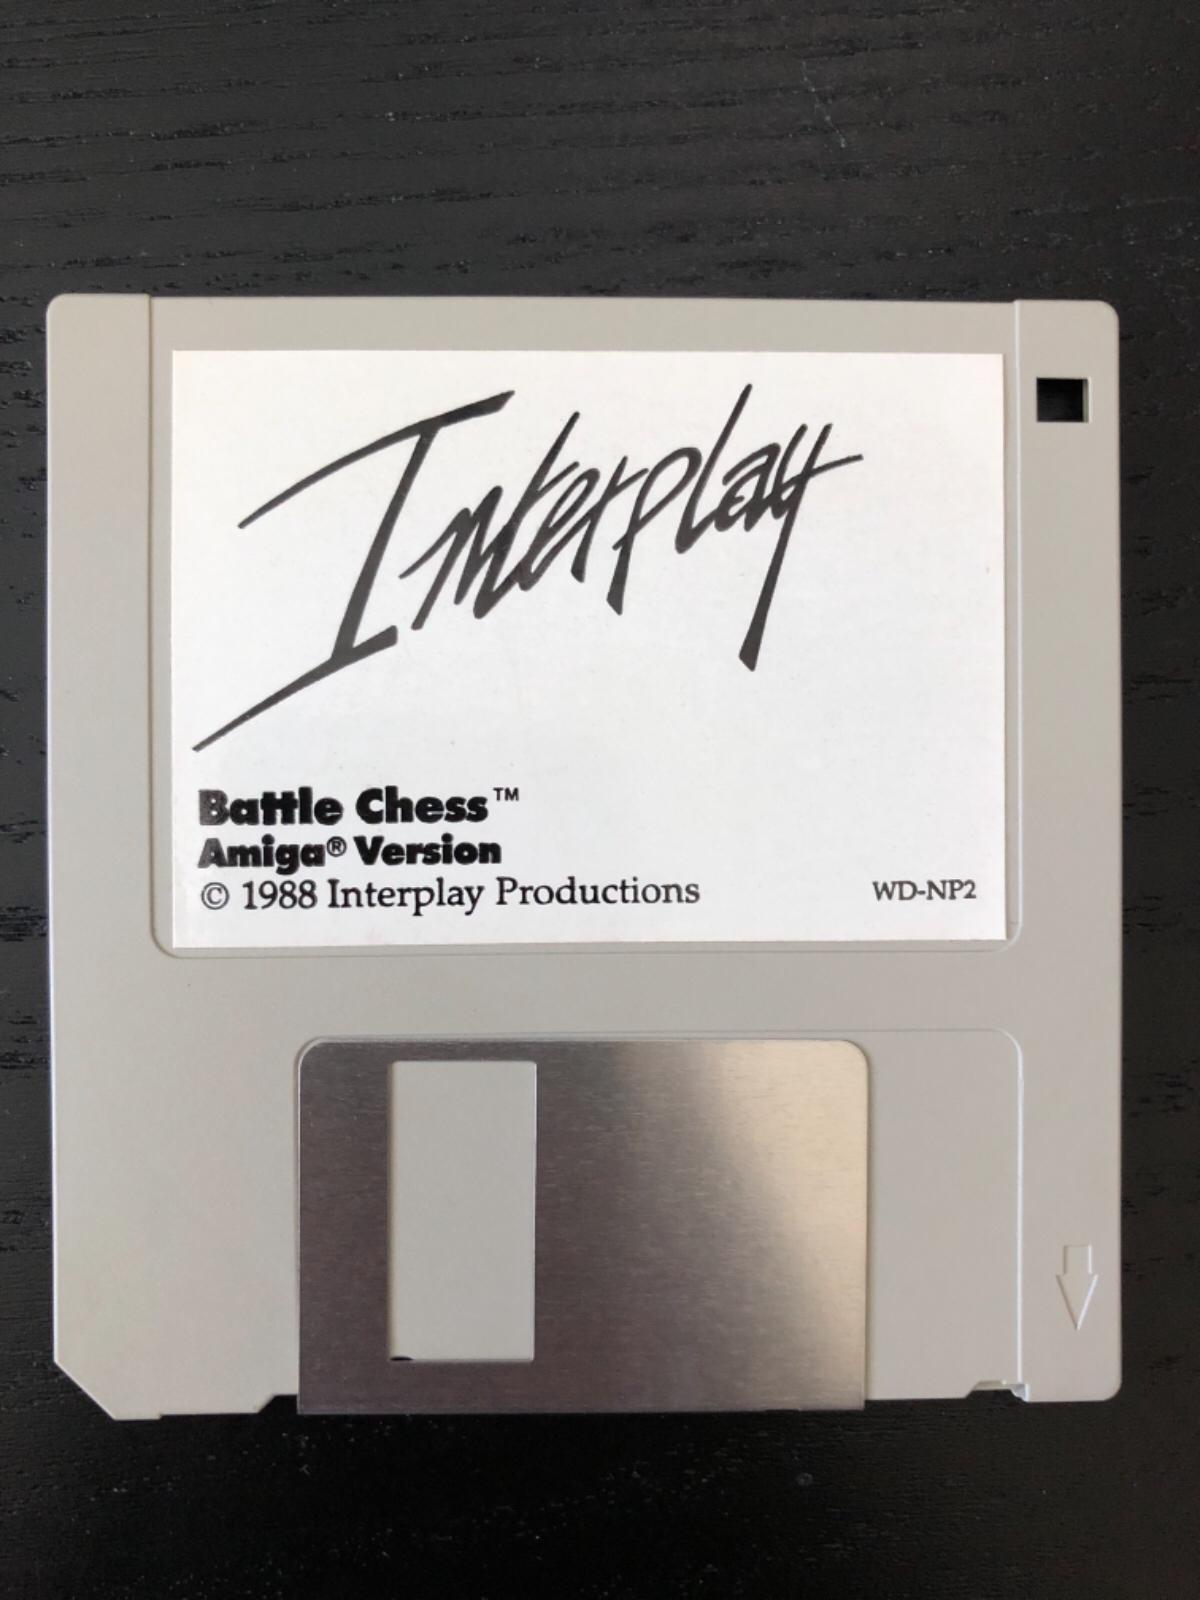 Interplay
Battle Chess™
Amiga® Version
© 1988 Interplay Productions
WD-NP2